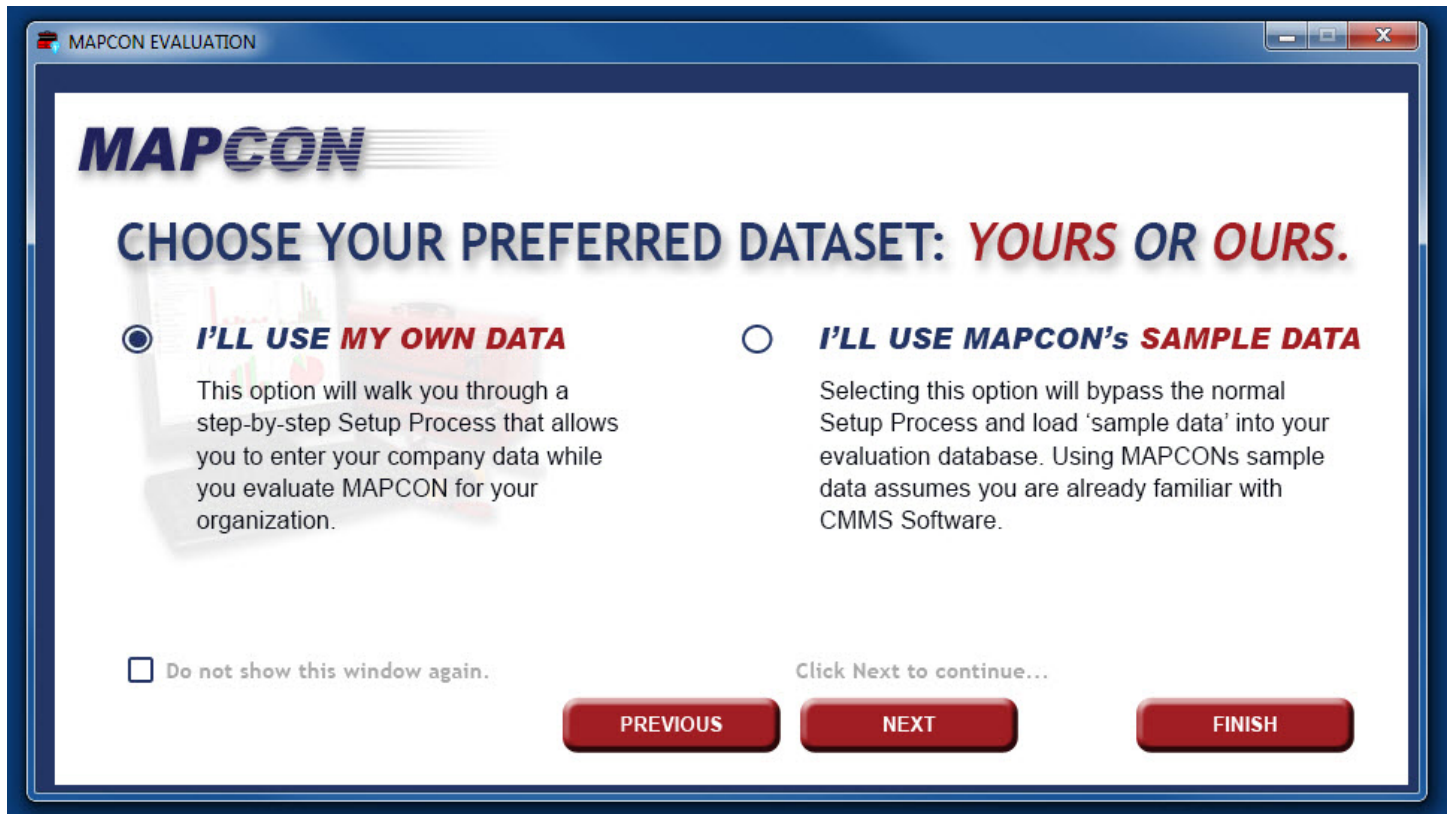 MAPCON EVALUATION
MAPCON
CHOOSE YOUR PREFERRED DATASET: YOURS OR OURS.
I'LL USE MY OWN DATA
This option will walk you through a
step-by-step Setup Process that allows
you to enter your company data while
you evaluate MAPCON for your
organization.
I'LL USE MAPCON's SAMPLE DATA
Selecting this option will bypass the normal
Setup Process and load ‘sample data’ into your
evaluation database. Using MAPCONs sample
data assumes you are already familiar with
CMMS Software.
Do not show this window again.
Click Next to continue...
PREVIOUS
NEXT
FINISH